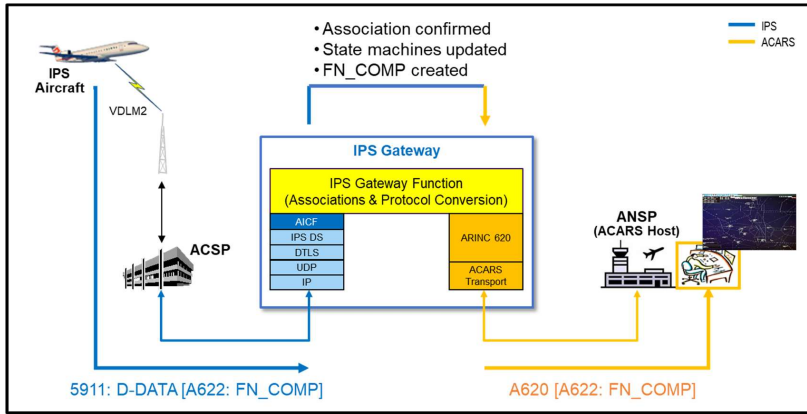 • Association confirmed
• State machines updated
• FN_COMP created
IPS
ACARS
IPS
Aircraft
VDLM2
ACSP
IPS Gateway
IPS Gateway Function
(Associations & Protocol Conversion)
AICF
IPS DS
DTLS
UDP
IP
ARINC 620
ACARS
Transport
ANSP
(ACARS Host)
5911: D-DATA [A622: FN_COMP]
A620 [A622: FN_COMP]